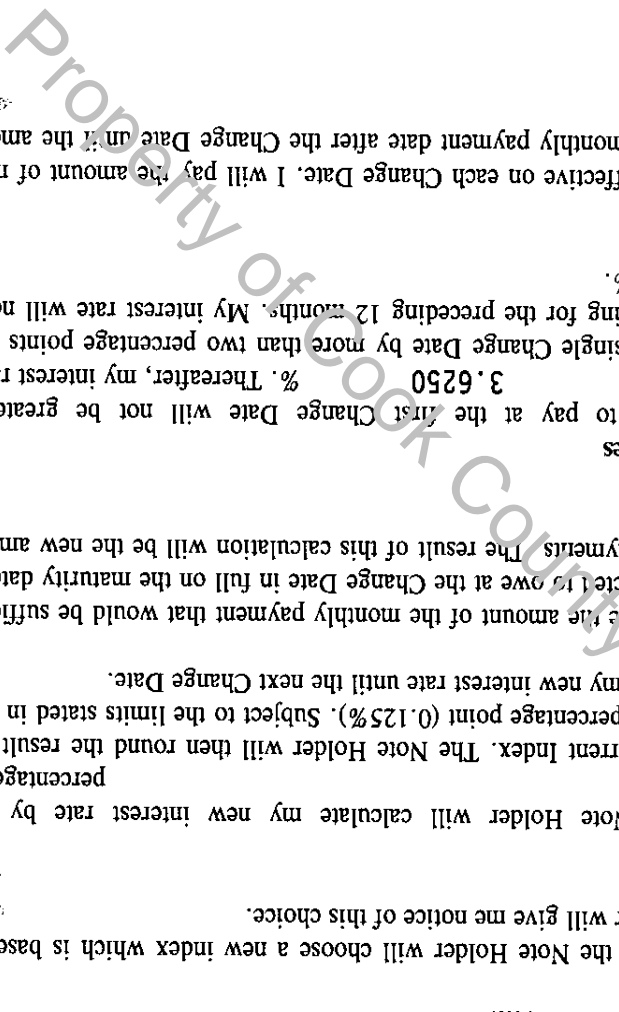 the Note Holder will choose a new index which is base
r will give me notice of this choice.
Note Holder will calculate my new interest rate by
percentage
rrent Index. The Note Holder will then round the result
percentage point (0.125%). Subject to the limits stated in
my new interest rate until the next Change Date.
e the amount of the monthly payment that would be suffic
cted to owe at the Change Date in full on the maturity dat
yments The result of this calculation will be the new am
es
to pay at the first Change Date will not be greate
3.6250 %. Thereafter, my interest r
single Change Date by more than two percentage points
ing for the preceding 12 months. My interest rate will n
%.
ffective on each Change Date. I will pay the amount of
monthly payment date after the Change Date until the am
Property of Cook County